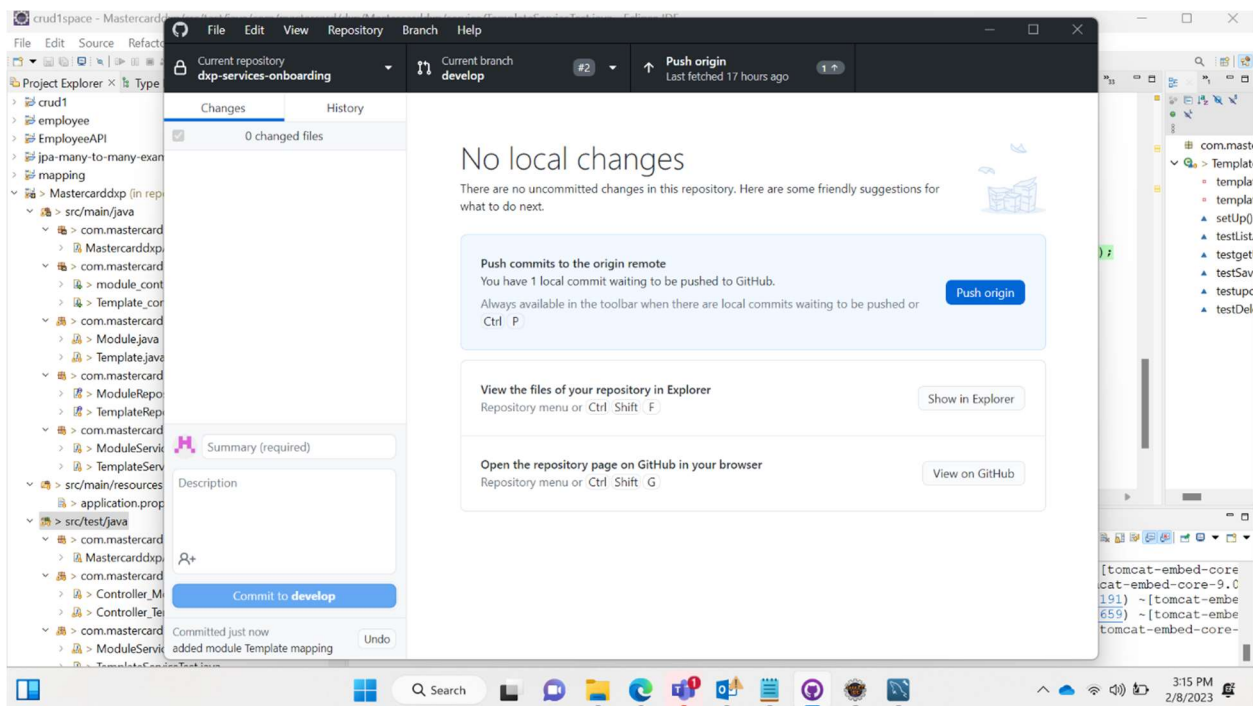 crud1space - Mastercardd
File Edit Source Refacto
Project Explorer × Type
crud1
employee
EmployeeAPI
jpa-many-to-many-exam
mapping
> Mastercarddxp (in repo
> src/main/java
> com.mastercard
> Mastercarddxp
> com.mastercard
> module_cont
> Template_cor
> com.mastercard
> Module.java
> Template.java
> com.mastercard
> ModuleRepo
> TemplateRep
> com.mastercard
> ModuleServic
> TemplateServ
> src/main/resources
> application.prop
> src/test/java
> com.mastercard
> Mastercarddxp
> com.mastercard
> Controller_M
> Controller_Te
> com.mastercard
> ModuleServic
File Edit View Repository Branch Help
Current repository
dxp-services-onboarding
Current branch
develop
#2
Push origin
Last fetched 17 hours ago
1
Changes History
0 changed files
No local changes
There are no uncommitted changes in this repository. Here are some friendly suggestions for
what to do next.
Push commits to the origin remote
You have 1 local commit waiting to be pushed to GitHub.
Always available in the toolbar when there are local commits waiting to be pushed or
Ctrl P
Push origin
View the files of your repository in Explorer
Repository menu or Ctrl Shift F
Show in Explorer
Open the repository page on GitHub in your browser
Repository menu or Ctrl Shift G
View on GitHub
Summary (required)
Description
Commit to develop
Committed just now
added module Template mapping
Undo
com.maste
> Templat
templa
templa
setUp()
testList
testget
testSav
testupd
testDel
);
[tomcat-embed-core
cat-embed-core-9.0
191) ~[tomcat-embe
659) ~[tomcat-embe
tomcat-embed-core-
Search
3:15 PM
2/8/2023